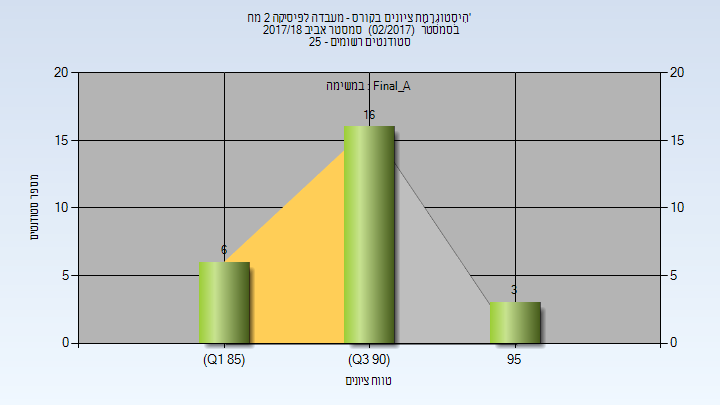 היסטוגרמת ציונים בקורס - מעבדה לפיסיקה 2 מח'
בסמסטר (02/2017) סמסטר אביב 2017/18
סטודנטים רשומים - 25
במשימה : Final_A
20
20
16
15
15
מספר סטודנטים
10
10
6
5
5
3
0
0
(Q1 85)
(Q3 90)
95
טווח ציונים